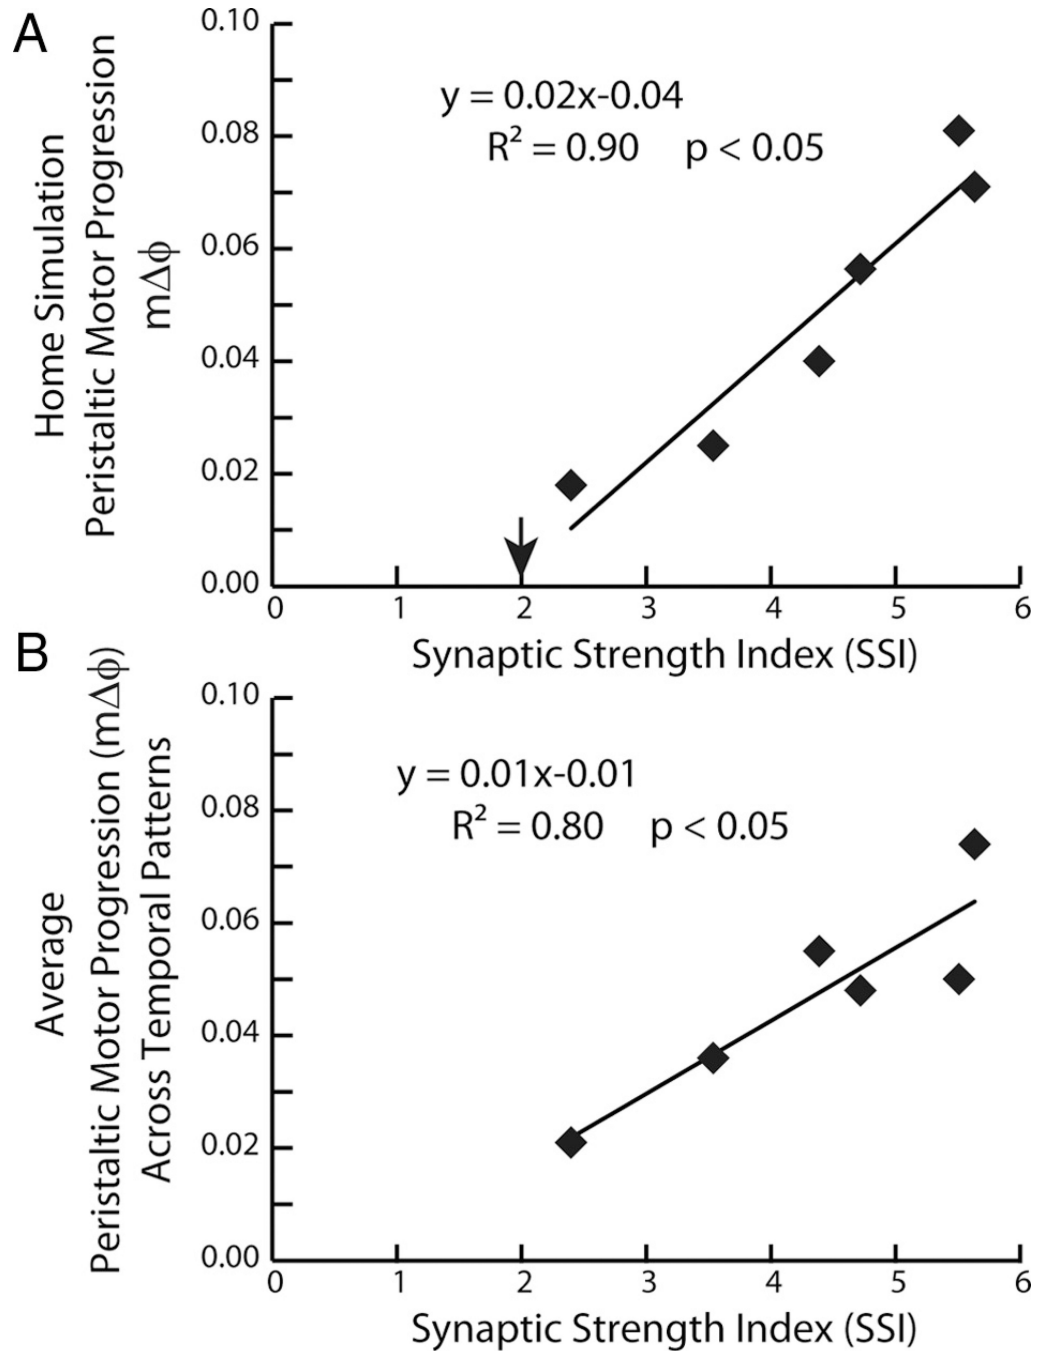 A
Home Simulation
Peristaltic Motor Progression
mΔϕ
0.10
0.08
0.06
0.04
0.02
0.00
y = 0.02x-0.04
R² = 0.90 p < 0.05
0 1 2 3 4 5 6
Synaptic Strength Index (SSI)
B
Average
Peristaltic Motor Progression (mΔϕ)
Across Temporal Patterns
0.10
0.08
0.06
0.04
0.02
0.00
y = 0.01x-0.01
R² = 0.80 p < 0.05
0 1 2 3 4 5 6
Synaptic Strength Index (SSI)